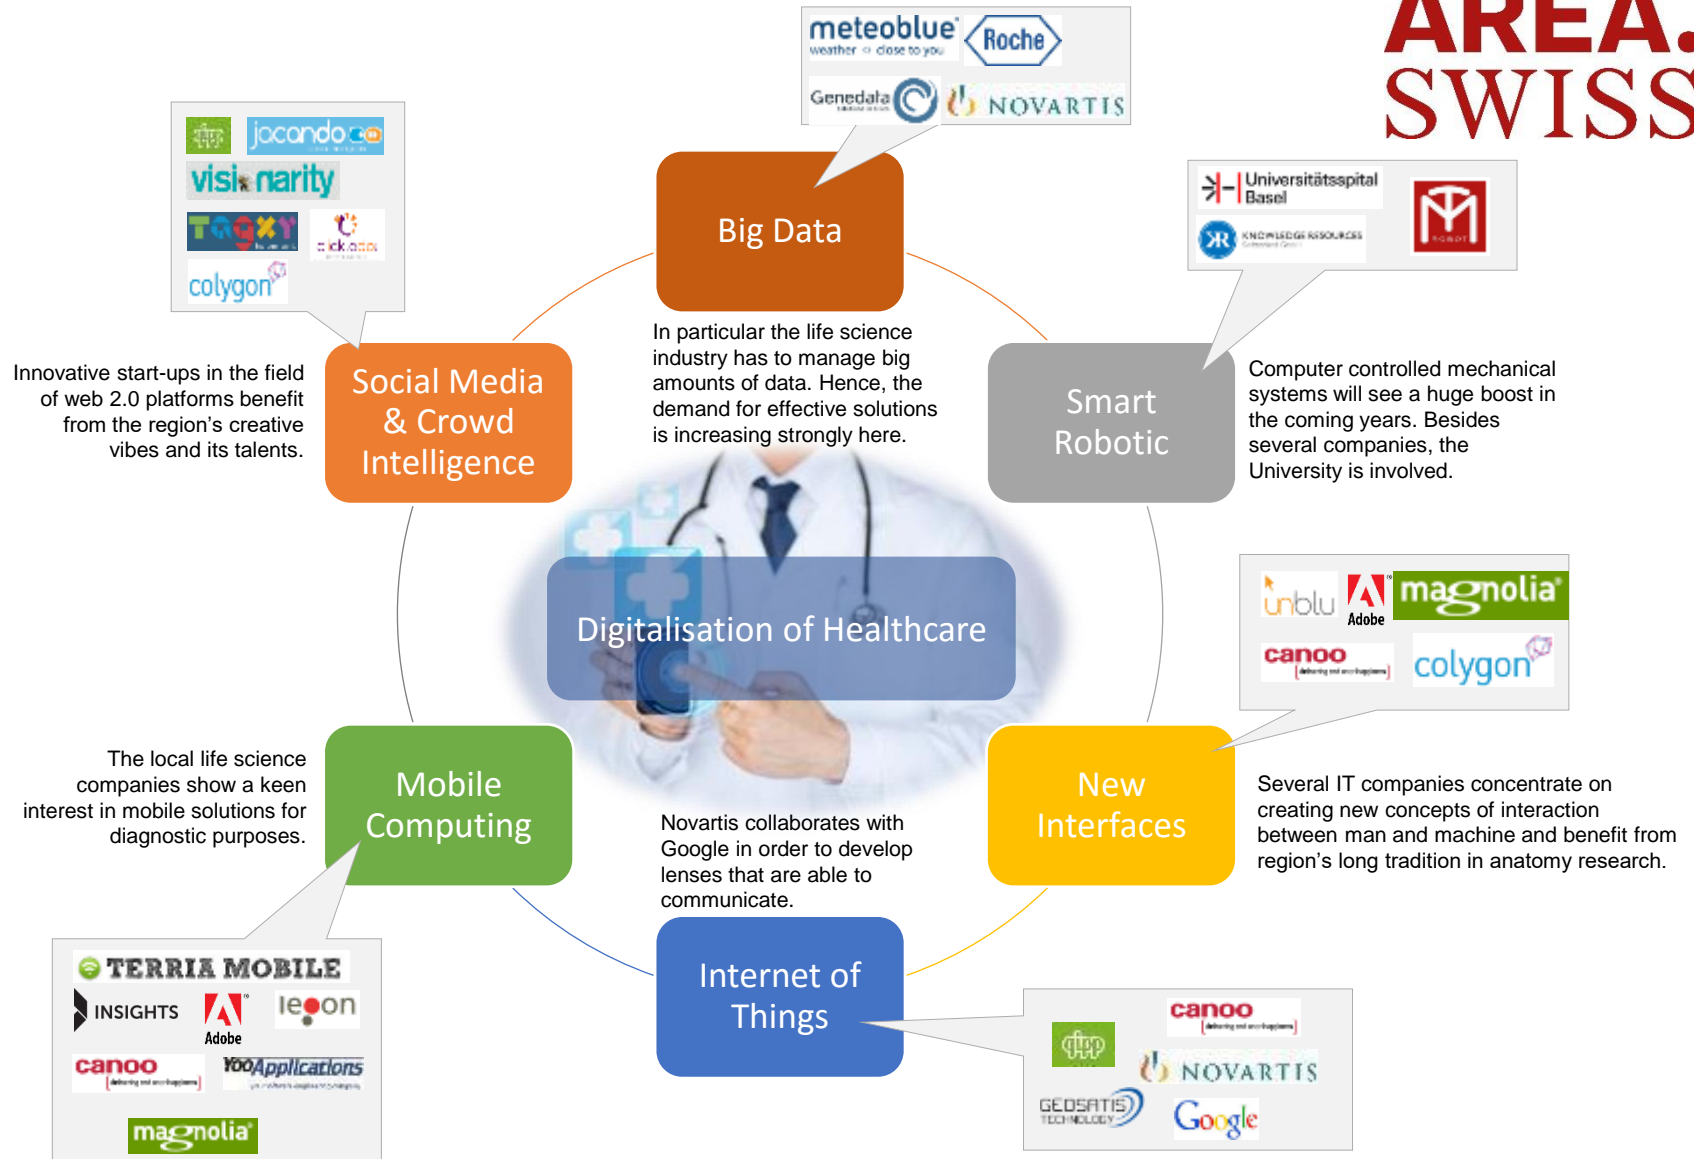 AREA.
SWISS
meteoblue
weather close to you
Roche
Genedata
NOVARTIS
jacando
visionarity
colygon
Universitätsspital
Basel
KR
KNOWLEDGE RESOURCES
Big Data
In particular the life science
industry has to manage big
amounts of data. Hence, the
demand for effective solutions
is increasing strongly here.
Innovative start-ups in the field
of web 2.0 platforms benefit
from the region's creative
vibes and its talents.
Social Media
& Crowd
Intelligence
Smart
Robotic
Computer controlled mechanical
systems will see a huge boost in
the coming years. Besides
several companies, the
University is involved.
Digitalisation of Healthcare
unblu
Adobe
magnolia
canoo
colygon
The local life science
companies show a keen
interest in mobile solutions for
diagnostic purposes.
Mobile
Computing
New
Interfaces
Several IT companies concentrate on
creating new concepts of interaction
between man and machine and benefit from
region's long tradition in anatomy research.
Novartis collaborates with
Google in order to develop
lenses that are able to
communicate.
Internet of
Things
TERRIA MOBILE
INSIGHTS
Adobe
canoo
YooApplications
magnolia
canoo
NOVARTIS
GEOSATIS
TECHNOLOGY
Google